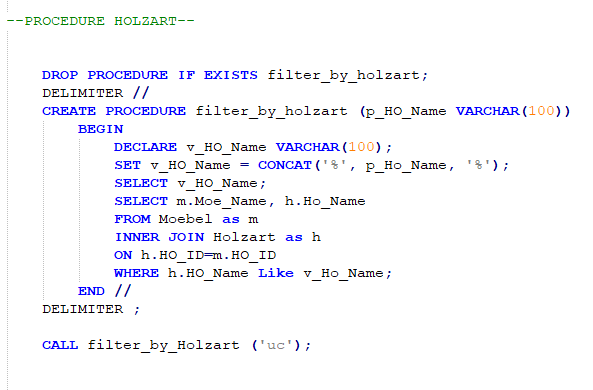 --PROCEDURE HOLZART--
DROP PROCEDURE IF EXISTS filter_by_holzart;
DELIMITER //
CREATE PROCEDURE filter_by_holzart (p_HO_Name VARCHAR(100))
BEGIN
DECLARE v_HO_Name VARCHAR(100);
SET v_HO_Name = CONCAT('%', p_Ho_Name, '%');
SELECT v_HO_Name;
SELECT m.Moe_Name, h.Ho_Name
FROM Moebel as m
INNER JOIN Holzart as h
ON h.HO_ID=m.HO_ID
WHERE h.HO_Name Like v_Ho_Name;
END //
DELIMITER ;
CALL filter_by_Holzart ('uc');